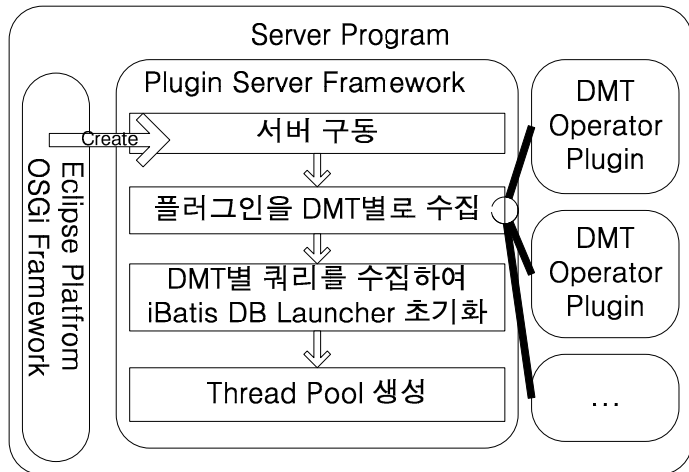 Server Program
Eclipse Platfrom
OSGi Framework
Create
Plugin Server Framework
서버 구동
플러그인을 DMT별로 수집
DMT별 쿼리를 수집하여
iBatis DB Launcher 초기화
Thread Pool 생성
DMT
Operator
Plugin
DMT
Operator
Plugin
...